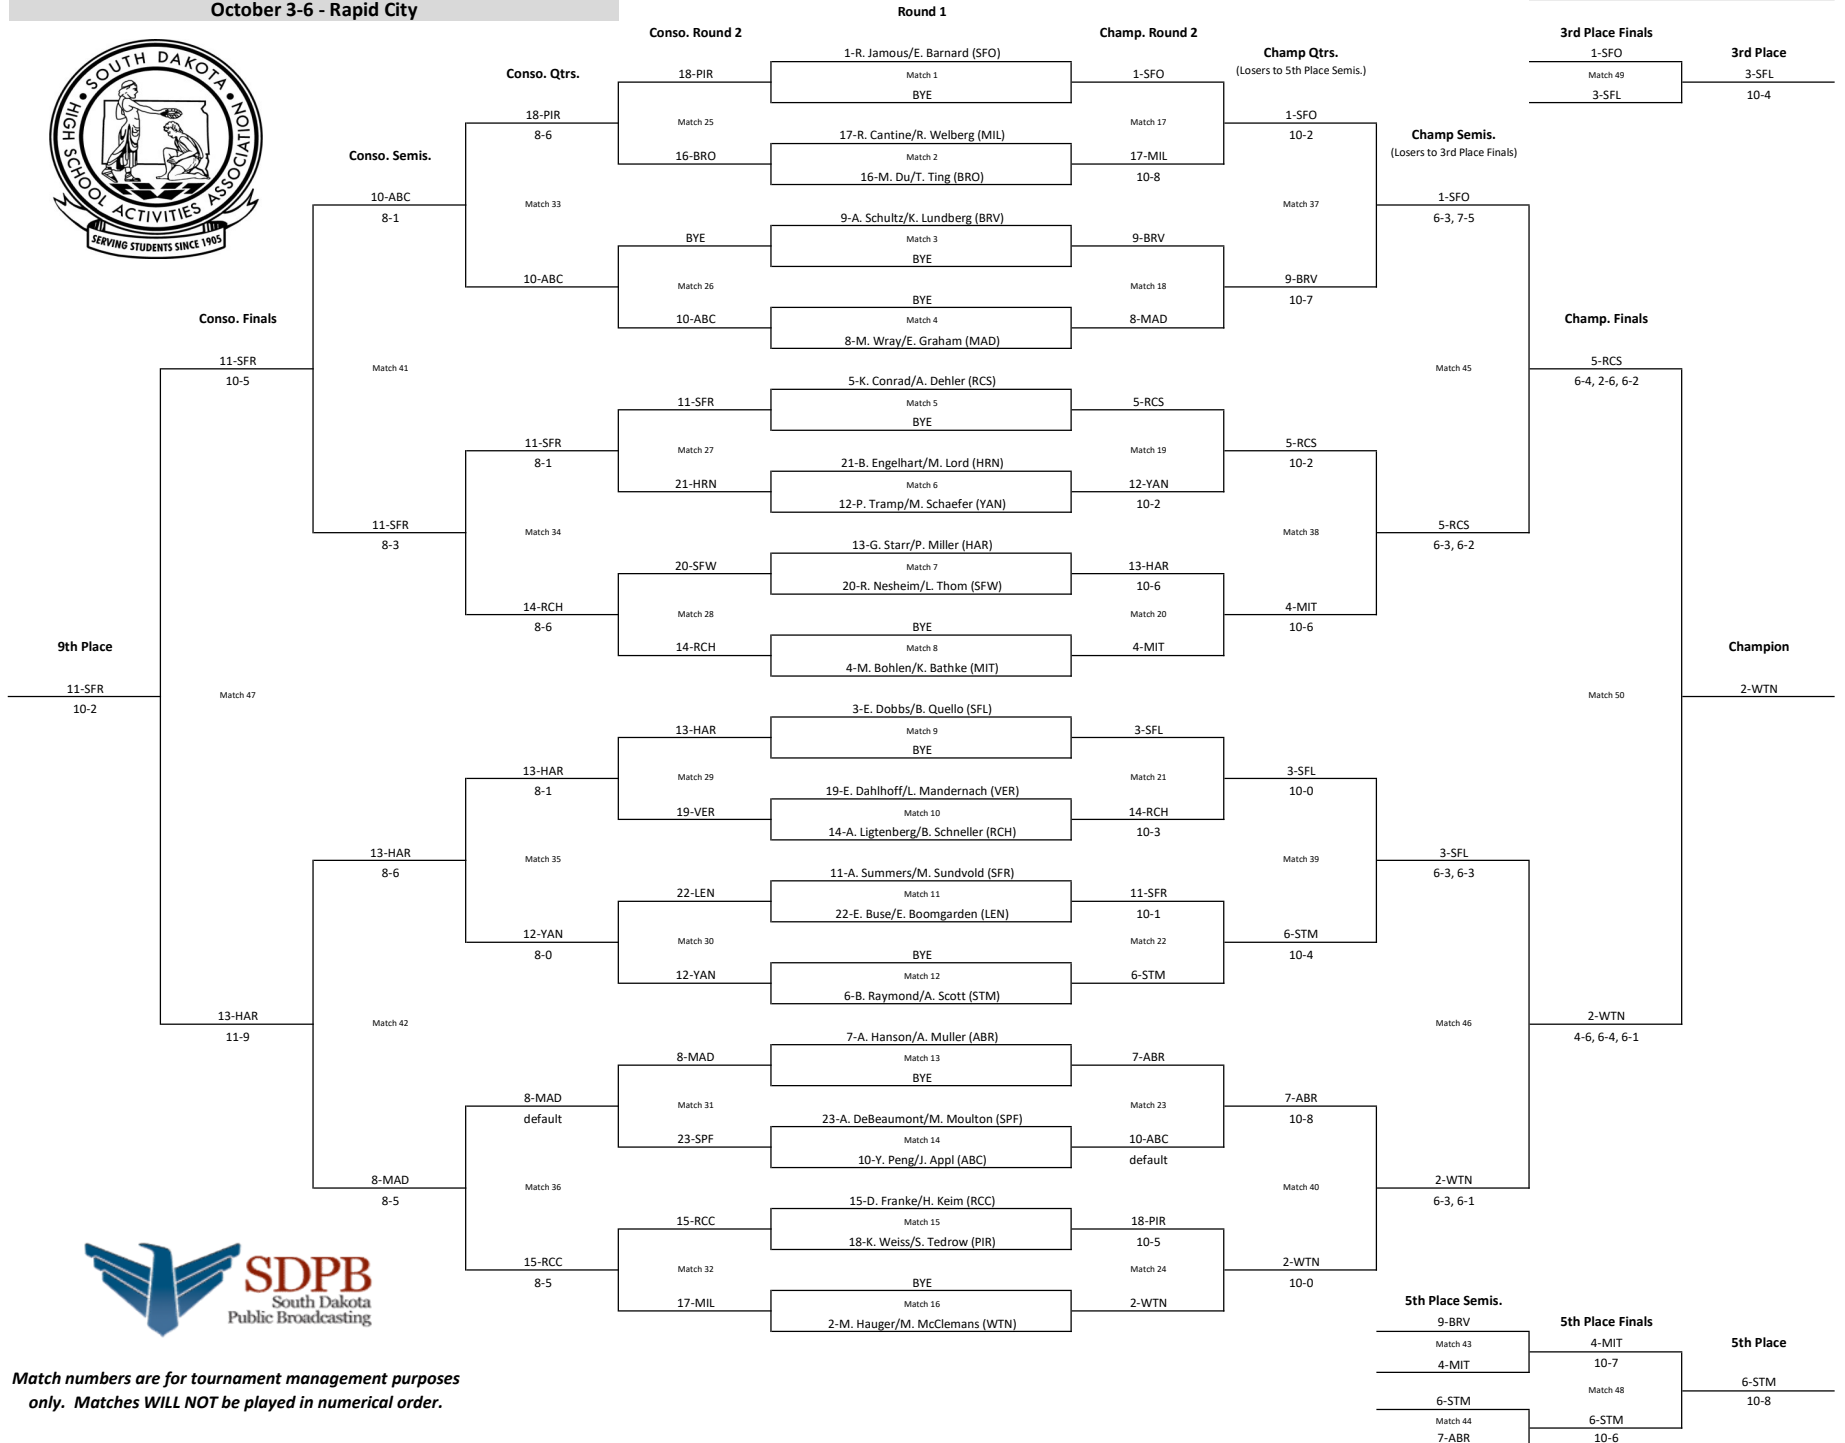 October 3-6 - Rapid City
SOUTH DAKOTA HIGH SCHOOL ACTIVITIES ASSOCIATION
SERVING STUDENTS SINCE 1905
9th Place
11-SFR
10-2
Conso. Finals
11-SFR
10-5
Match 47
13-HAR
11-9
Conso. Semis.
10-ABC
8-1
Match 41
11-SFR
8-3
13-HAR
8-6
Match 42
8-MAD
8-5
Conso. Qtrs.
18-PIR
8-6
Match 33
10-ABC
11-SFR
8-1
Match 34
14-RCH
8-6
13-HAR
8-1
Match 35
12-YAN
8-0
8-MAD
default
Match 36
15-RCC
8-5
Conso. Round 2
18-PIR
Match 25
16-BRO
BYE
Match 26
10-ABC
11-SFR
Match 27
21-HRN
20-SFW
Match 28
14-RCH
13-HAR
Match 29
19-VER
22-LEN
Match 30
12-YAN
8-MAD
Match 31
23-SPF
15-RCC
Match 32
17-MIL
Round 1
1-R. Jamous/E. Barnard (SFO)
Match 1
BYE
17-R. Cantine/R. Welberg (MIL)
Match 2
16-M. Du/T. Ting (BRO)
9-A. Schultz/K. Lundberg (BRV)
Match 3
BYE
BYE
Match 4
8-M. Wray/E. Graham (MAD)
5-K. Conrad/A. Dehler (RCS)
Match 5
BYE
21-B. Engelhart/M. Lord (HRN)
Match 6
12-P. Tramp/M. Schaefer (YAN)
13-G. Starr/P. Miller (HAR)
Match 7
20-R. Nesheim/L. Thom (SFW)
BYE
Match 8
4-M. Bohlen/K. Bathke (MIT)
3-E. Dobbs/B. Quello (SFL)
Match 9
BYE
19-E. Dahlhoff/L. Mandernach (VER)
Match 10
14-A. Ligtenberg/B. Schneller (RCH)
11-A. Summers/M. Sundvold (SFR)
Match 11
22-E. Buse/E. Boomgarden (LEN)
BYE
Match 12
6-B. Raymond/A. Scott (STM)
7-A. Hanson/A. Muller (ABR)
Match 13
BYE
23-A. DeBeaumont/M. Moulton (SPF)
Match 14
10-Y. Peng/J. Appl (ABC)
15-D. Franke/H. Keim (RCC)
Match 15
18-K. Weiss/S. Tedrow (PIR)
BYE
Match 16
2-M. Hauger/M. McClemans (WTN)
Champ. Round 2
1-SFO
Match 17
17-MIL
10-8
9-BRV
Match 18
8-MAD
5-RCS
Match 19
12-YAN
10-2
13-HAR
10-6
Match 20
4-MIT
3-SFL
Match 21
14-RCH
10-3
11-SFR
10-1
Match 22
6-STM
7-ABR
Match 23
10-ABC
default
18-PIR
10-5
Match 24
2-WTN
Champ Qtrs.
(Losers to 5th Place Semis.)
1-SFO
10-2
Match 37
9-BRV
10-7
5-RCS
10-2
Match 38
4-MIT
10-6
3-SFL
10-0
Match 39
6-STM
10-4
7-ABR
10-8
Match 40
2-WTN
10-0
Champ Semis.
(Losers to 3rd Place Finals)
1-SFO
6-3, 7-5
Match 45
5-RCS
6-3, 6-2
3-SFL
6-3, 6-3
Match 46
2-WTN
6-3, 6-1
Champ. Finals
5-RCS
6-4, 2-6, 6-2
Match 50
2-WTN
4-6, 6-4, 6-1
Champion
2-WTN
3rd Place Finals
1-SFO
Match 49
3-SFL
3rd Place
3-SFL
10-4
5th Place Semis.
9-BRV
Match 43
4-MIT
6-STM
Match 44
7-ABR
5th Place Finals
4-MIT
10-7
Match 48
6-STM
10-6
5th Place
6-STM
10-8
SDPB
South Dakota
Public Broadcasting
Match numbers are for tournament management purposes
only. Matches WILL NOT be played in numerical order.